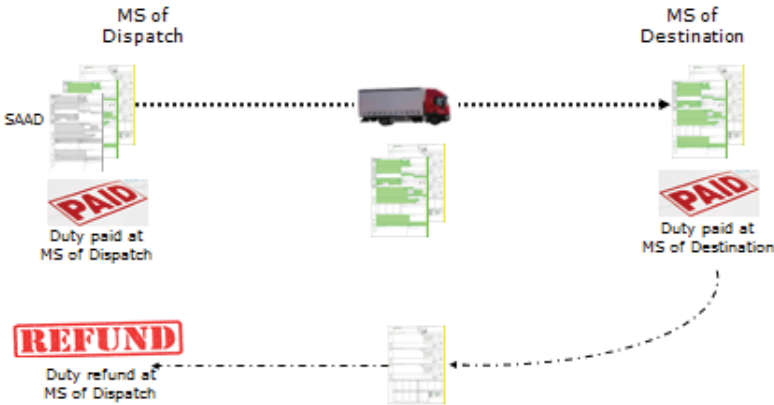 MS of
Dispatch
MS of
Destination
SAAD
PAID
Duty paid at
MS of Dispatch
PAID
Duty paid at
MS of Destination
REFUND
Duty refund at
MS of Dispatch